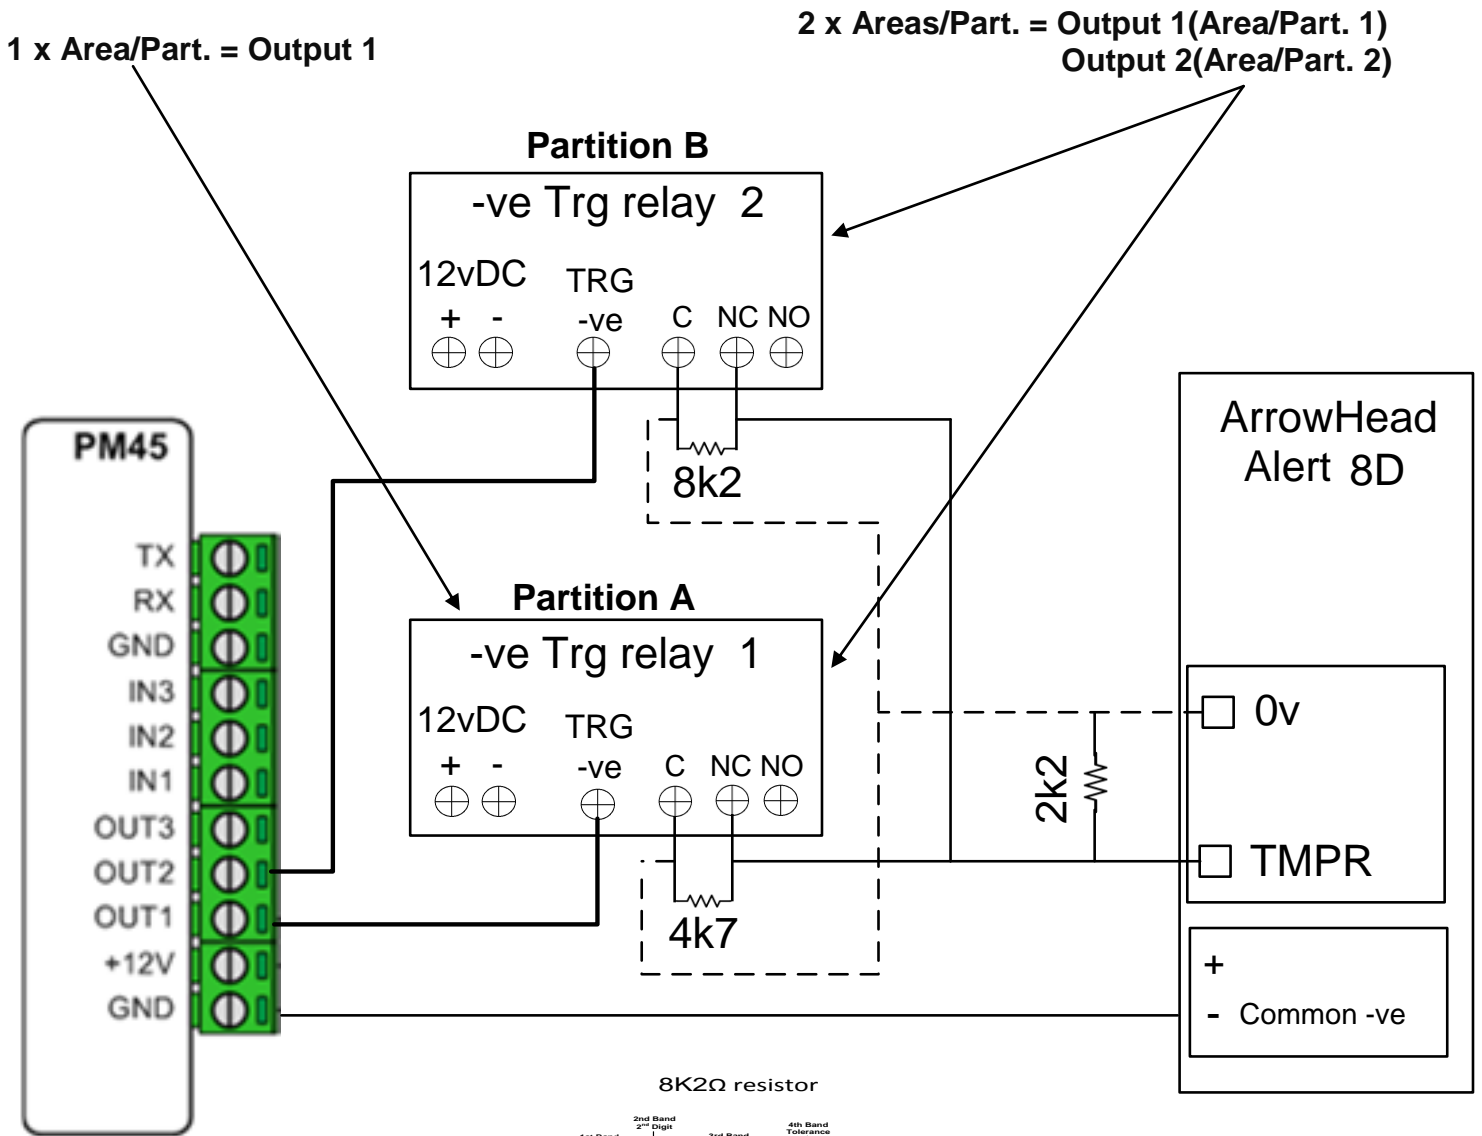 1 x Area/Part. = Output 1
2 x Areas/Part. = Output 1(Area/Part. 1)
Output 2(Area/Part. 2)
Partition B
-ve Trg relay 2
12vDC TRG
+ - -ve C NC NO
8k2
PM45
TX
RX
GND
IN3
IN2
IN1
OUT3
OUT2
OUT1
+12V
GND
Partition A
-ve Trg relay 1
12vDC TRG
+ - -ve C NC NO
4k7
2k2
ArrowHead
Alert 8D
0v
TMPR
+
- Common -ve
8K2Ω resistor
2nd Band
2nd Digit
4th Band
Tolerance